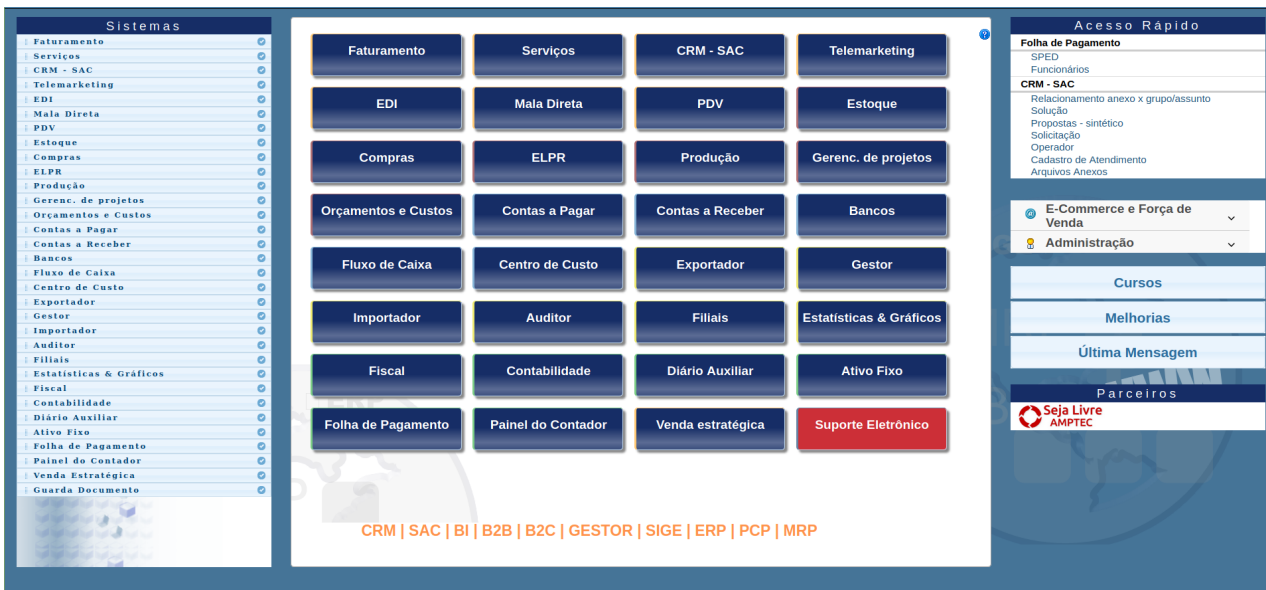 Sistemas
Faturamento
Serviços
CRM - SAC
Telemarketing
EDI
Mala Direta
PDV
Estoque
Compras
ELPR
Produção
Gerenc. de projetos
Orçamentos e Custos
Contas a Pagar
Contas a Receber
Bancos
Fluxo de Caixa
Centro de Custo
Exportador
Gestor
Importador
Auditor
Filiais
Estatísticas & Gráficos
Fiscal
Contabilidade
Diário Auxiliar
Ativo Fixo
Folha de Pagamento
Painel do Contador
Venda Estratégica
Guarda Documento
Faturamento Serviços CRM - SAC Telemarketing
EDI Mala Direta PDV Estoque
Compras ELPR Produção Gerenc. de projetos
Orçamentos e Custos Contas a Pagar Contas a Receber Bancos
Fluxo de Caixa Centro de Custo Exportador Gestor
Importador Auditor Filiais Estatísticas & Gráficos
Fiscal Contabilidade Diário Auxiliar Ativo Fixo
Folha de Pagamento Painel do Contador Venda estratégica Suporte Eletrônico
CRM | SAC | BI | B2B | B2C | GESTOR | SIGE | ERP | PCP | MRP
Acesso Rápido
Folha de Pagamento
SPED
Funcionários
CRM - SAC
Relacionamento anexo x grupo/assunto
Solução
Propostas - sintético
Solicitação
Operador
Cadastro de Atendimento
Arquivos Anexos
E-Commerce e Força de
Venda
Administração
Cursos
Melhorias
Última Mensagem
Parceiros
Seja Livre
AMPTEC